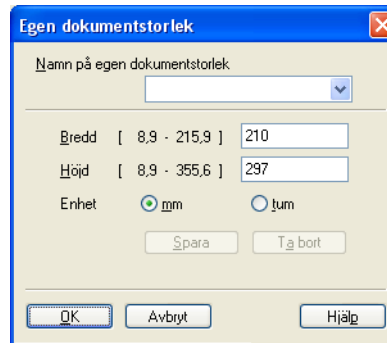 Egen dokumentstorlek
Namn på egen dokumentstorlek
Bredd [ 8,9 - 215,9 ] 210
Höjd [ 8,9 - 355,6 ] 297
Enhet mm tum
Spara Ta bort
OK Avbryt Hjälp